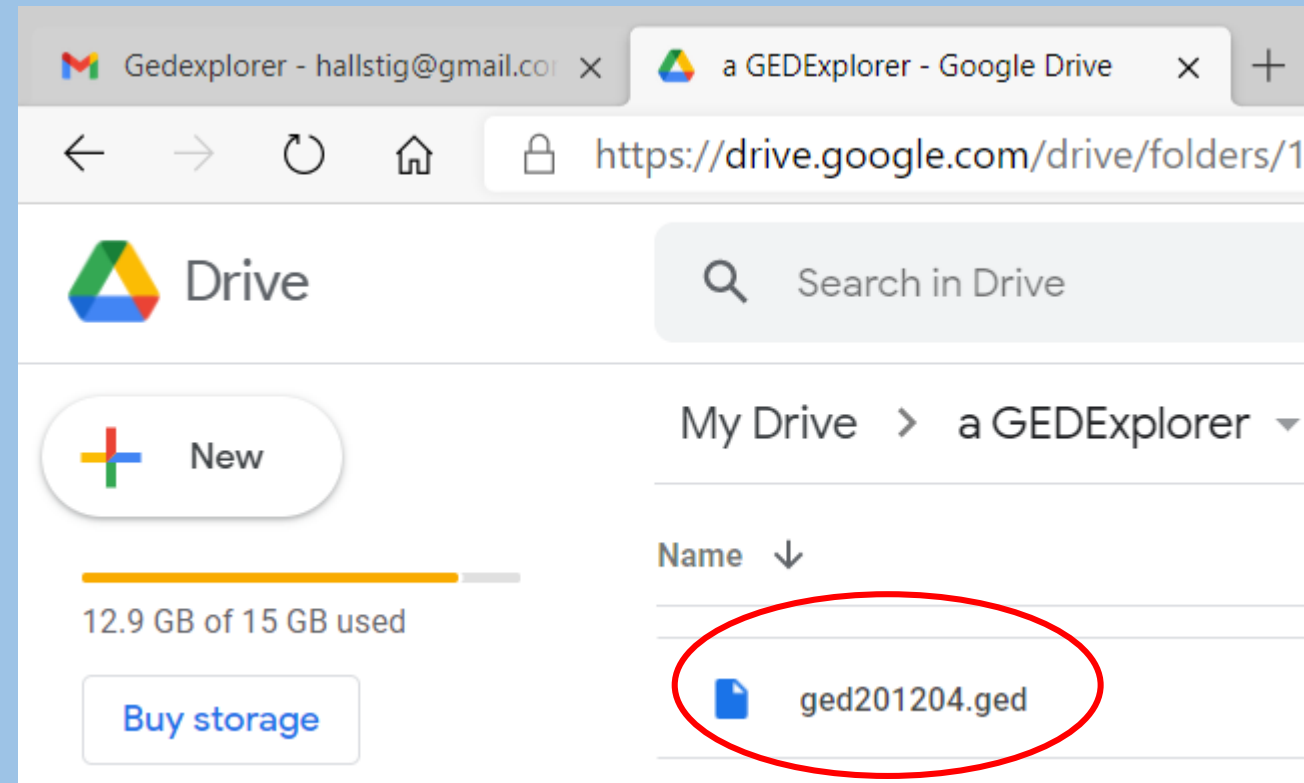 Gedexplorer - hallstig@gmail.co
a GEDExplorer - Google Drive
https://drive.google.com/drive/folders/1
Drive
Search in Drive
New
My Drive > a GEDExplorer
Name
12.9 GB of 15 GB used
Buy storage
ged201204.ged